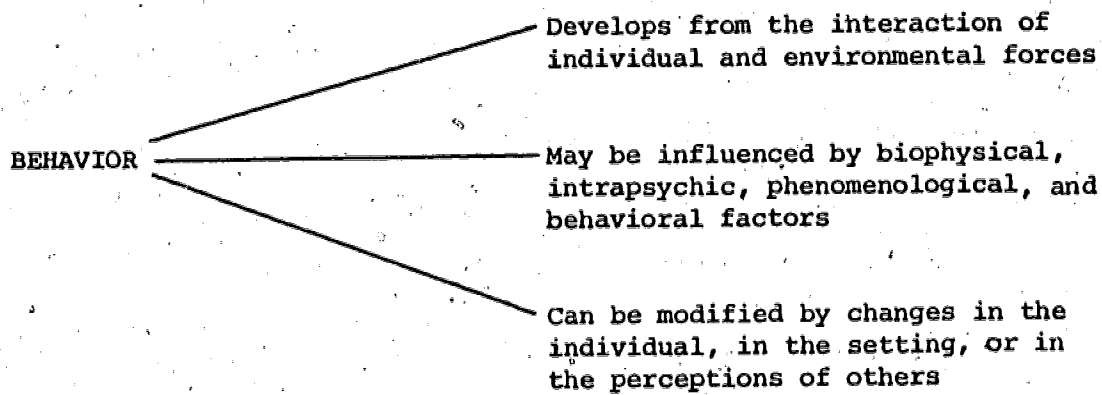 Develops from the interaction of
individual and environmental forces
BEHAVIOR
May be influenced by biophysical,
intrapsychic, phenomenological, and
behavioral factors
Can be modified by changes in the
individual, in the setting, or in
the perceptions of others